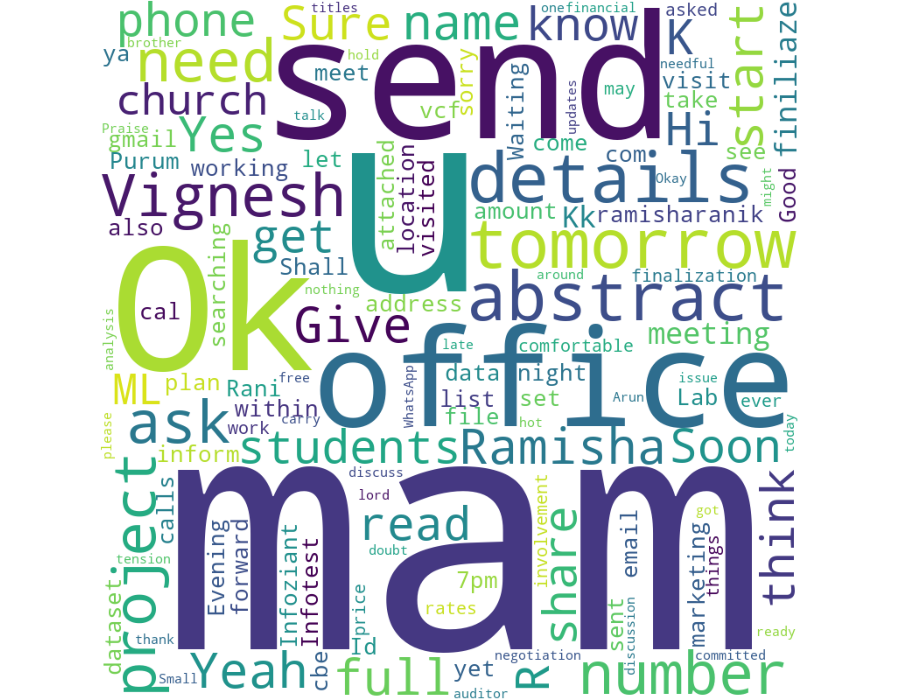 phone
titles
onefinancial
asked
brother
Sure
name
know
K
start
finiliaze
ya
need
hold
meet
sorry
needful
visit
send
church
talk
vcf
Waiting
updates
may
take
Praise
gmail
Yes
Hi
come
com
see
Purum
working
let
attached
location
visited
u
details
Okay
might
Good
Vignesh
also
searching
get
amount
Kk
ramisharanik
tomorrow
Shall
Ok
cal
nothing
address
around
finalization
abstract
analysis
Give
office
late
comfortable
meeting
ML
plan
Rani
free
WhatsApp
data
night
issue
please
within
carry
list
set
Arun
Lab
ever
ask
work
file
hot
today
inform
students
Ramisha
Soon
project
calls
mam
discuss
lord
think
Evening
forward
read
involvement
share
email
got
marketing
things
doubt
tension
Infoziant
Infotest
7pm
rates
price
dataset
thank
Id
sent
discussion
ready
Small
Yeah
cbe
full
yet
negotiation
R
number
committed
auditor